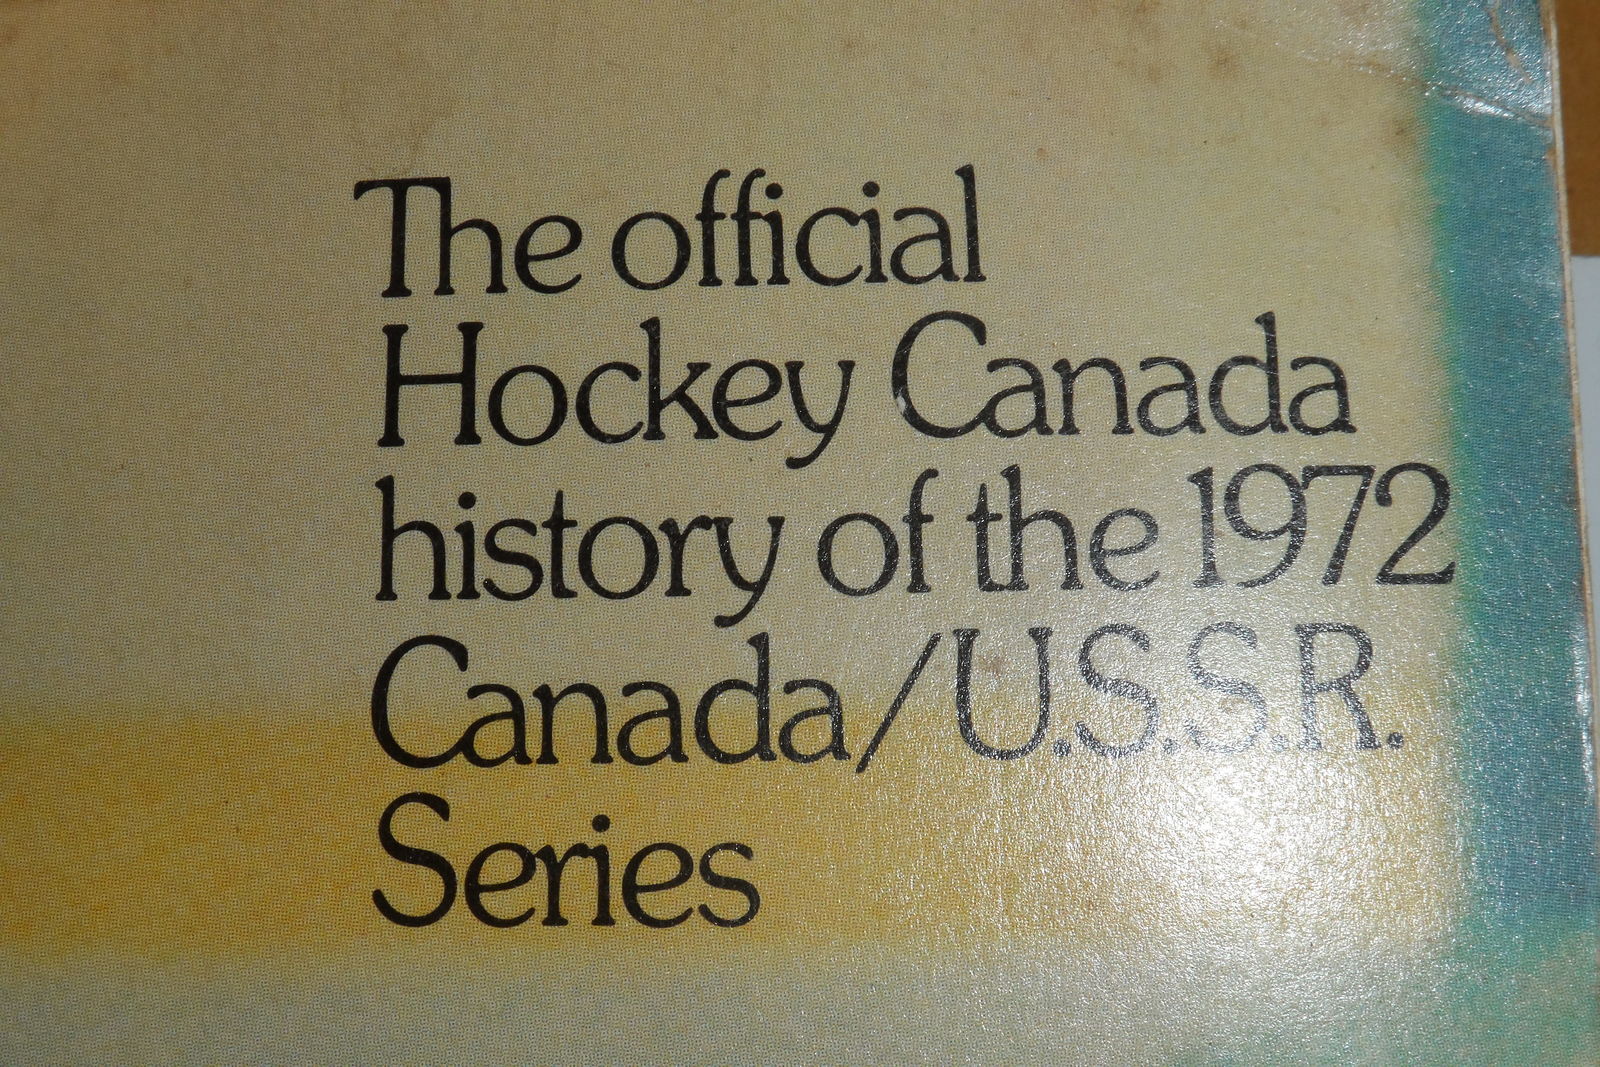 The official
Hockey Canada
history of the 1972
Canada/U.S.S.R.
Series